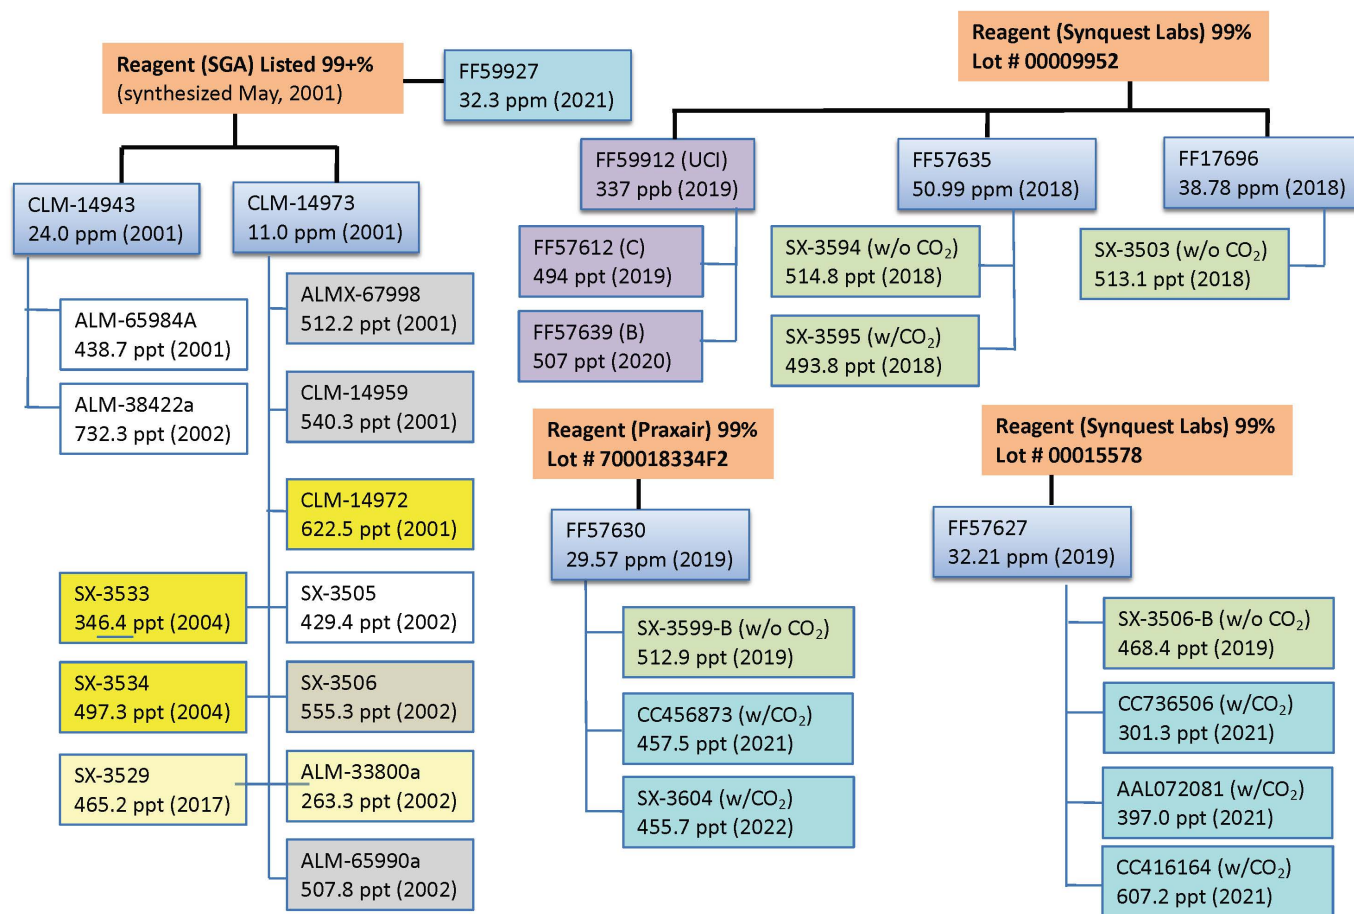 Reagent (SGA) Listed 99+%
(synthesized May, 2001)
FF59927
32.3 ppm (2021)
CLM-14943
24.0 ppm (2001)
CLM-14973
11.0 ppm (2001)
ALM-65984A
438.7 ppt (2001)
ALM-38422a
732.3 ppt (2002)
ALMX-67998
512.2 ppt (2001)
CLM-14959
540.3 ppt (2001)
CLM-14972
622.5 ppt (2001)
SX-3533
346.4 ppt (2004)
SX-3505
429.4 ppt (2002)
SX-3534
497.3 ppt (2004)
SX-3506
555.3 ppt (2002)
SX-3529
465.2 ppt (2017)
ALM-33800a
263.3 ppt (2002)
ALM-65990a
507.8 ppt (2002)
Reagent (Synquest Labs) 99%
Lot # 00009952
FF59912 (UCI)
337 ppb (2019)
FF57612 (C)
494 ppt (2019)
FF57639 (B)
507 ppt (2020)
FF57635
50.99 ppm (2018)
SX-3594 (w/o CO₂)
514.8 ppt (2018)
SX-3595 (w/CO₂)
493.8 ppt (2018)
FF17696
38.78 ppm (2018)
SX-3503 (w/o CO₂)
513.1 ppt (2018)
Reagent (Praxair) 99%
Lot # 700018334F2
FF57630
29.57 ppm (2019)
SX-3599-B (w/o CO₂)
512.9 ppt (2019)
CC456873 (w/CO₂)
457.5 ppt (2021)
SX-3604 (w/CO₂)
455.7 ppt (2022)
Reagent (Synquest Labs) 99%
Lot # 00015578
FF57627
32.21 ppm (2019)
SX-3506-B (w/o CO₂)
468.4 ppt (2019)
CC736506 (w/CO₂)
301.3 ppt (2021)
AAL072081 (w/CO₂)
397.0 ppt (2021)
CC416164 (w/CO₂)
607.2 ppt (2021)